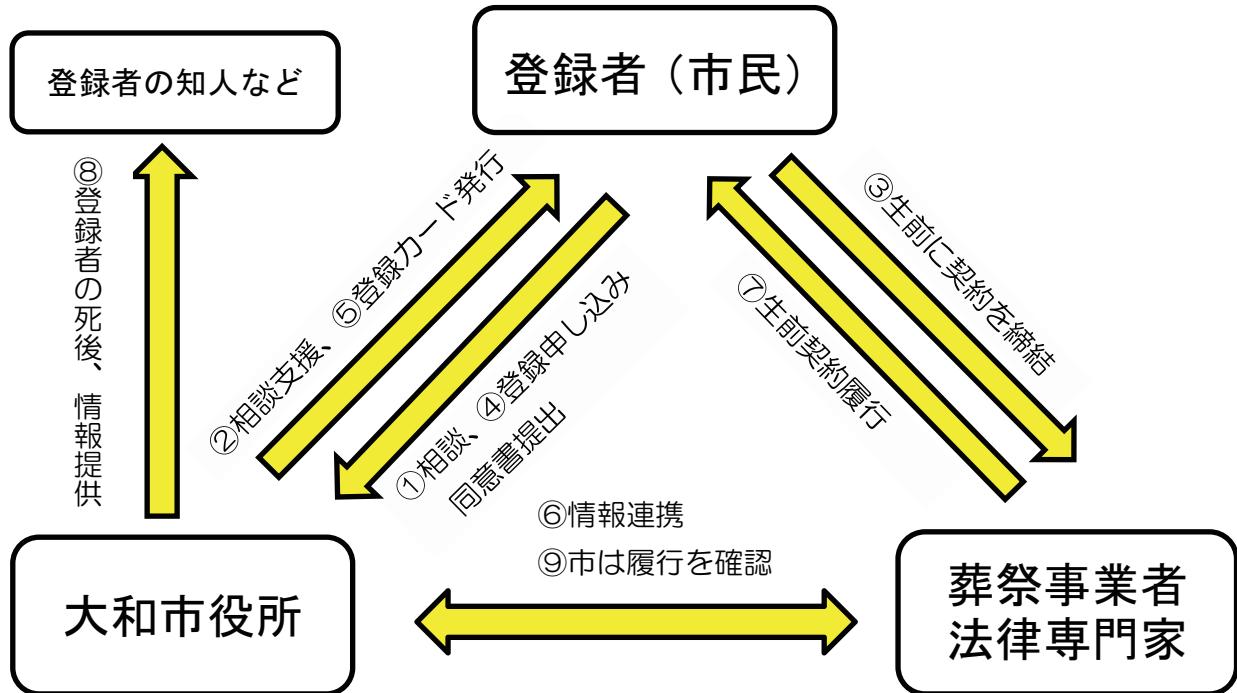 登録者の知人など
登録者（市民）
⑧登録者の死後、情報提供
②相談支援、⑤登録カード発行
①相談、④登録申し込み
同意書提出
③生前に契約を締結
⑦生前契約履行
⑥情報連携
⑨市は履行を確認
大和市役所
葬祭事業者
法律専門家